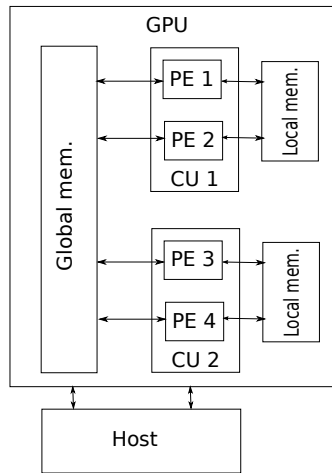 GPU
Global mem.
PE 1
PE 2
CU 1
Local mem.
PE 3
PE 4
CU 2
Local mem.
Host